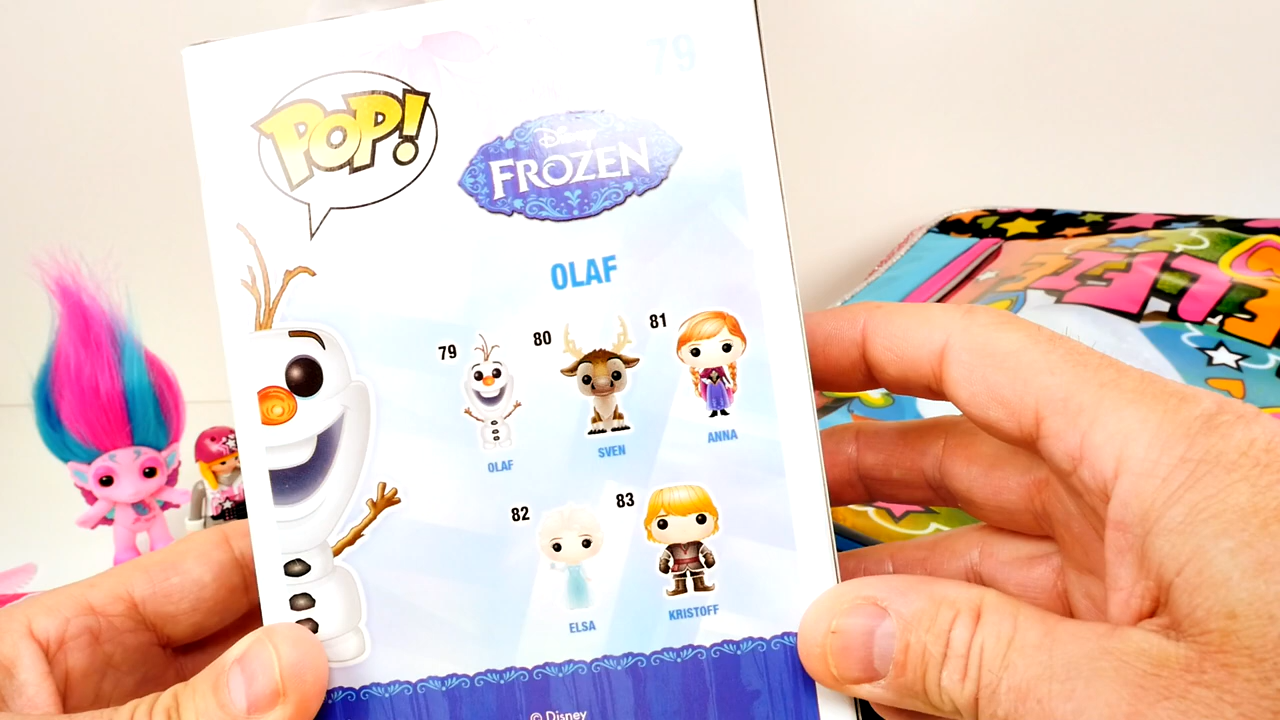 79
POP!
Disney
FROZEN
OLAF
79
80
81
OLAF
SVEN
ANNA
82
83
ELSA
KRISTOFF
© Disney